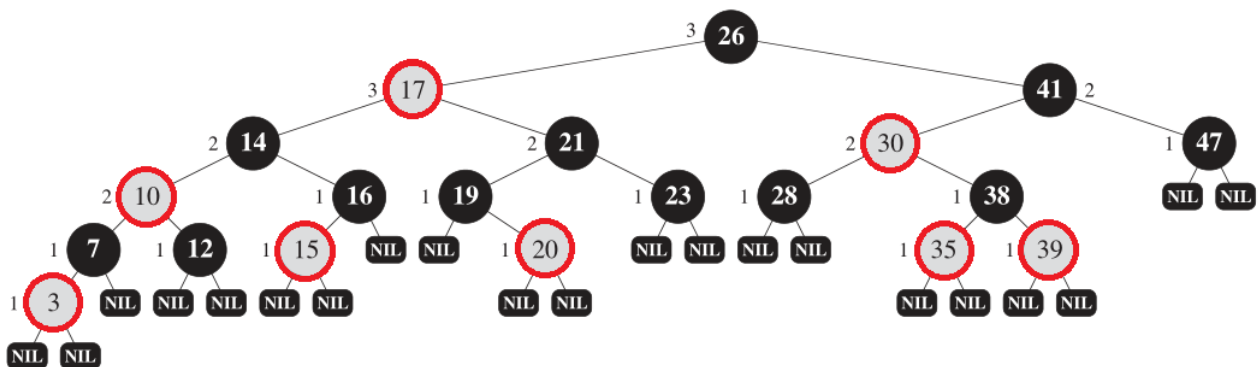 3 26
3 17 41 2
2 14 2 21 2 30 1 47
2 10 1 16 1 19 1 23 1 28 1 38 NIL NIL
1 7 1 12 1 15 NIL NIL 1 20 NIL NIL NIL NIL 1 35 1 39
1 3 NIL NIL NIL NIL NIL NIL NIL NIL NIL NIL NIL
NIL NIL